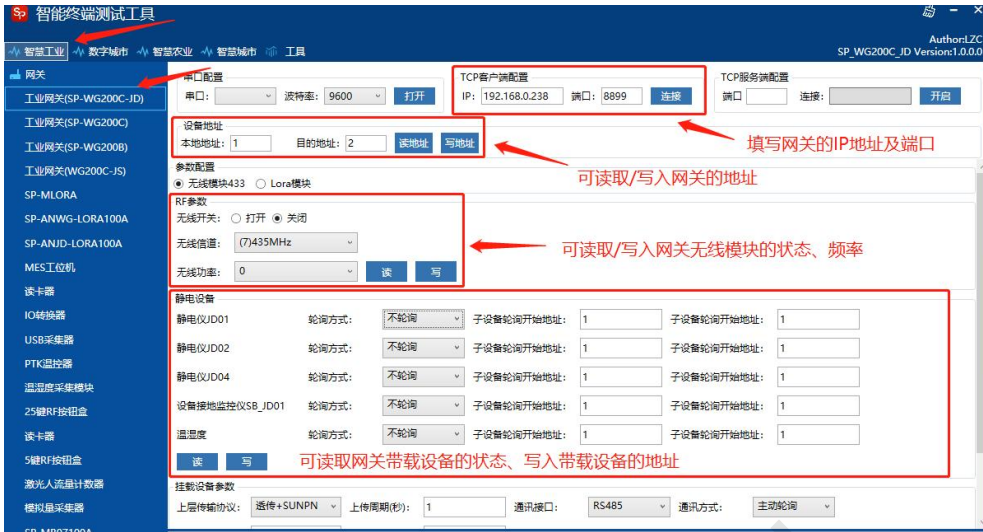 Sp 智能终端测试工具
Author:LZC
智慧工业 数字城市 智慧农业 智慧城市 工具
SP_WG200C_JD Version:1.0.0.0
网关
工业网关(SP-WG200C-JD)
工业网关(SP-WG200C)
工业网关(SP-WG200B)
工业网关(WG200C-JS)
SP-MLORA
SP-ANWG-LORA100A
SP-ANJD-LORA100A
MES工位机
读卡器
IO转换器
USB采集器
PTK温控器
温湿度采集模块
25键RF按钮盒
读卡器
5键RF按钮盒
激光人流量计数器
模拟量采集器
SP-MB07100A
串口配置
串口: 波特率: 9600 打开
TCP客户端配置
IP: 192.168.0.238 端口: 8899 连接
TCP服务端配置
端口 连接: 开启
填写网关的IP地址及端口
设备地址
本地地址: 1 目的地址: 2 读地址 写地址
可读取/写入网关的地址
参数配置
无线模块433 Lora模块
RF参数
无线开关: 打开 关闭
无线信道: (7)435MHz
无线功率: 0 读 写
可读取/写入网关无线模块的状态、频率
静电设备
静电仪JD01 轮询方式: 不轮询 子设备轮询开始地址: 1 子设备轮询开始地址: 1
静电仪JD02 轮询方式: 不轮询 子设备轮询开始地址: 1 子设备轮询开始地址: 1
静电仪JD04 轮询方式: 不轮询 子设备轮询开始地址: 1 子设备轮询开始地址: 1
设备接地监控仪SB_JD01 轮询方式: 不轮询 子设备轮询开始地址: 1 子设备轮询开始地址: 1
温湿度 轮询方式: 不轮询 子设备轮询开始地址: 1 子设备轮询开始地址: 1
读 写 可读取网关带载设备的状态、写入带载设备的地址
挂载设备参数
上层传输协议: 透传+SUNPN 上传周期(秒): 1 通讯接口: RS485 通讯方式: 主动轮询